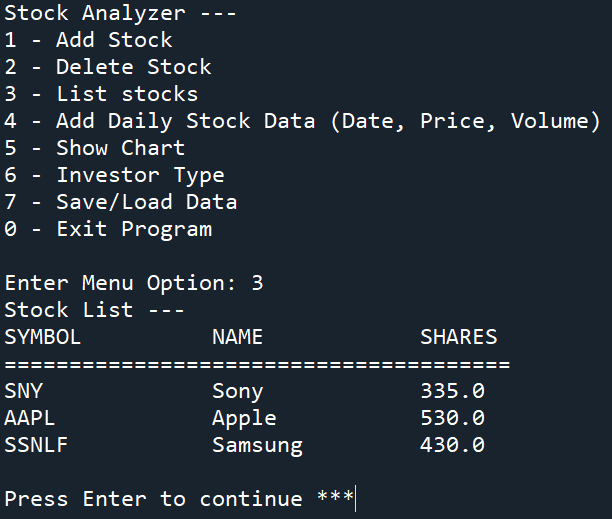 Stock Analyzer ---
1 - Add Stock
2 - Delete Stock
3 - List stocks
4 - Add Daily Stock Data (Date, Price, Volume)
5 - Show Chart
6 - Investor Type
7 - Save/Load Data
0 - Exit Program
Enter Menu Option: 3
Stock List ---
SYMBOL          NAME            SHARES
=======================================
SNY             Sony            335.0
AAPL            Apple           530.0
SSNLF           Samsung         430.0
Press Enter to continue ***